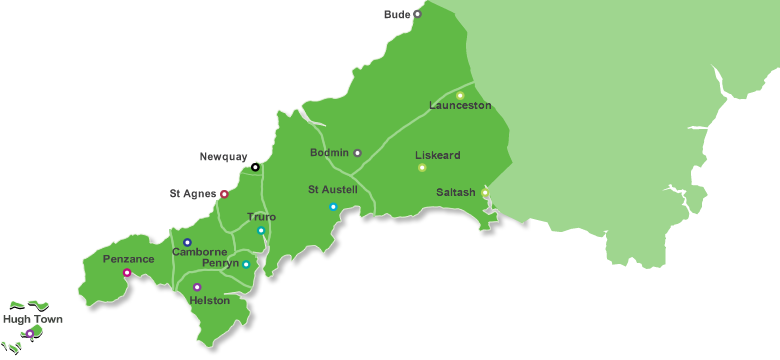 Bude
Launceston
Bodmin
Liskeard
Newquay
St Austell
Saltash
St Agnes
Truro
Camborne
Penzance
Penryn
Helston
Hugh Town